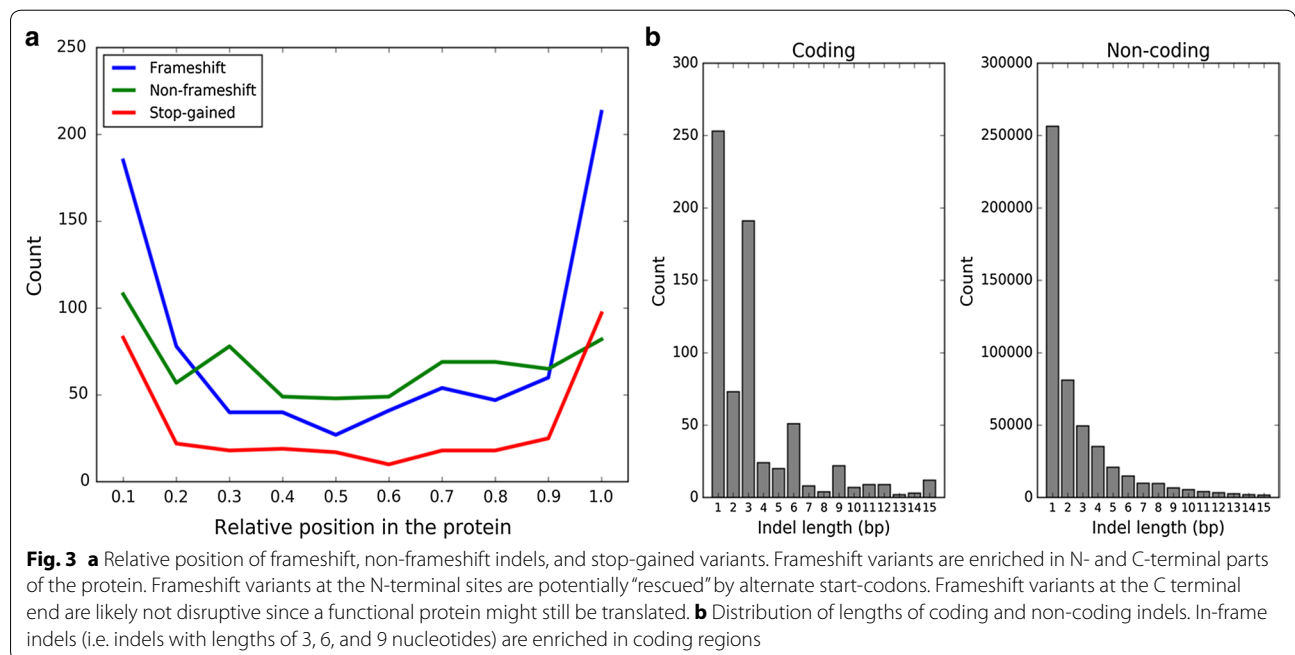 a
250
200
150
100
50
0
Count
Frameshift
Non-frameshift
Stop-gained
0.1 0.2 0.3 0.4 0.5 0.6 0.7 0.8 0.9 1.0
Relative position in the protein
b
Coding
300
250
200
150
100
50
0
Count
1 2 3 4 5 6 7 8 9 10 11 12 13 14 15
Indel length (bp)
Non-coding
300000
250000
200000
150000
100000
50000
0
Count
1 2 3 4 5 6 7 8 9 10 11 12 13 14 15
Indel length (bp)
Fig. 3 a Relative position of frameshift, non-frameshift indels, and stop-gained variants. Frameshift variants are enriched in N- and C-terminal parts
of the protein. Frameshift variants at the N-terminal sites are potentially “rescued” by alternate start-codons. Frameshift variants at the C terminal
end are likely not disruptive since a functional protein might still be translated. b Distribution of lengths of coding and non-coding indels. In-frame
indels (i.e. indels with lengths of 3, 6, and 9 nucleotides) are enriched in coding regions